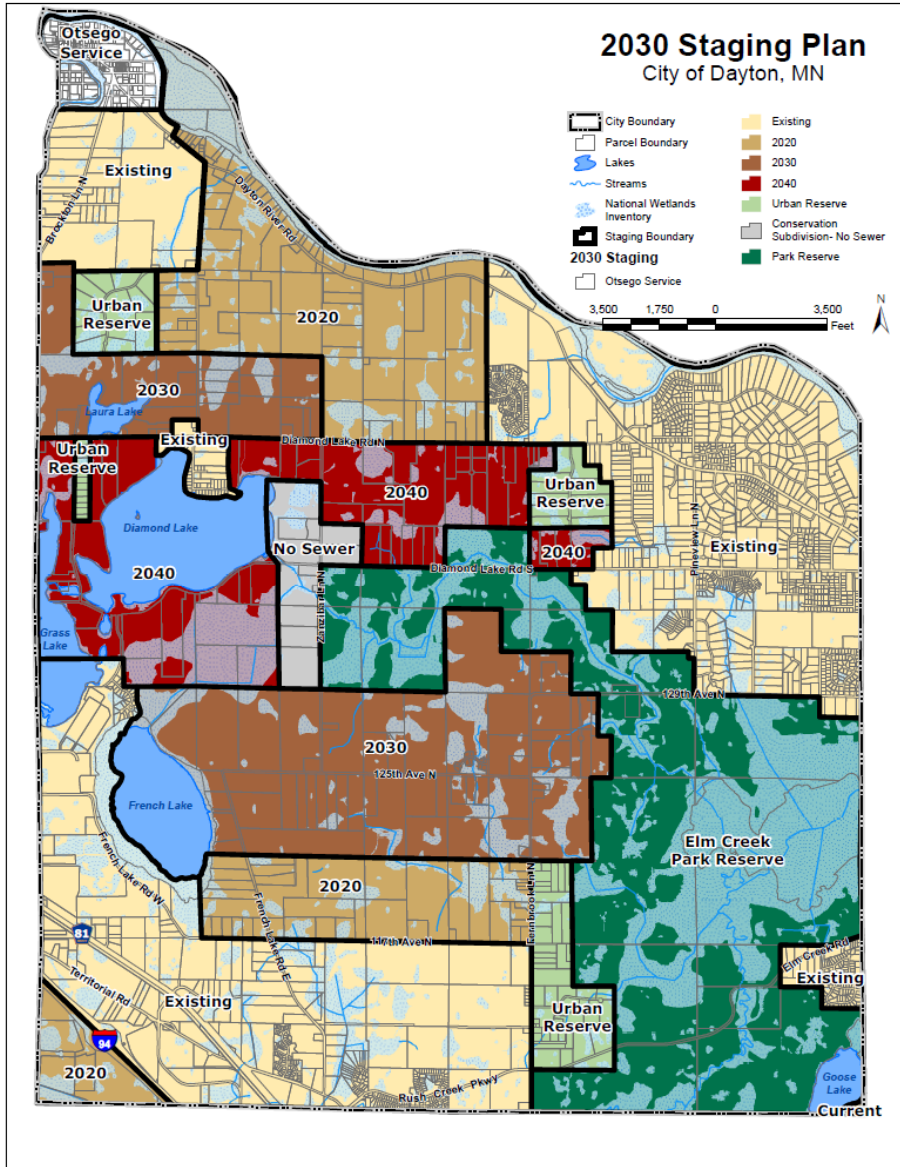 2030 Staging Plan
City of Dayton, MN
City Boundary
Parcel Boundary
Lakes
Streams
National Wetlands
Inventory
Staging Boundary
2030 Staging
Otsego Service
Existing
2020
2030
2040
Urban Reserve
Conservation
Subdivision- No Sewer
Park Reserve
3,500 1,750 0 3,500
Feet
N
Otsego
Service
Existing
Brockton Ln N
Dayton River Rd
Urban
Reserve
2020
2030
Laura Lake
Existing
Diamond Lake Rd N
Urban
Reserve
2040
Urban
Reserve
Diamond Lake
No Sewer
2040
Existing
Pineview Ln N
2040
Diamond Lake Rd S
Zanzibar Ln N
Grass
Lake
129th Ave N
2030
125th Ave N
French Lake
Elm Creek
Park Reserve
French Lake Rd W
2020
Fernbrook Ln N
French Lake Rd E
117th Ave N
81
Territorial Rd
Existing
Elm Creek Rd
Existing
Urban
Reserve
94
2020
Rush Creek Pkwy
Goose
Lake
Current